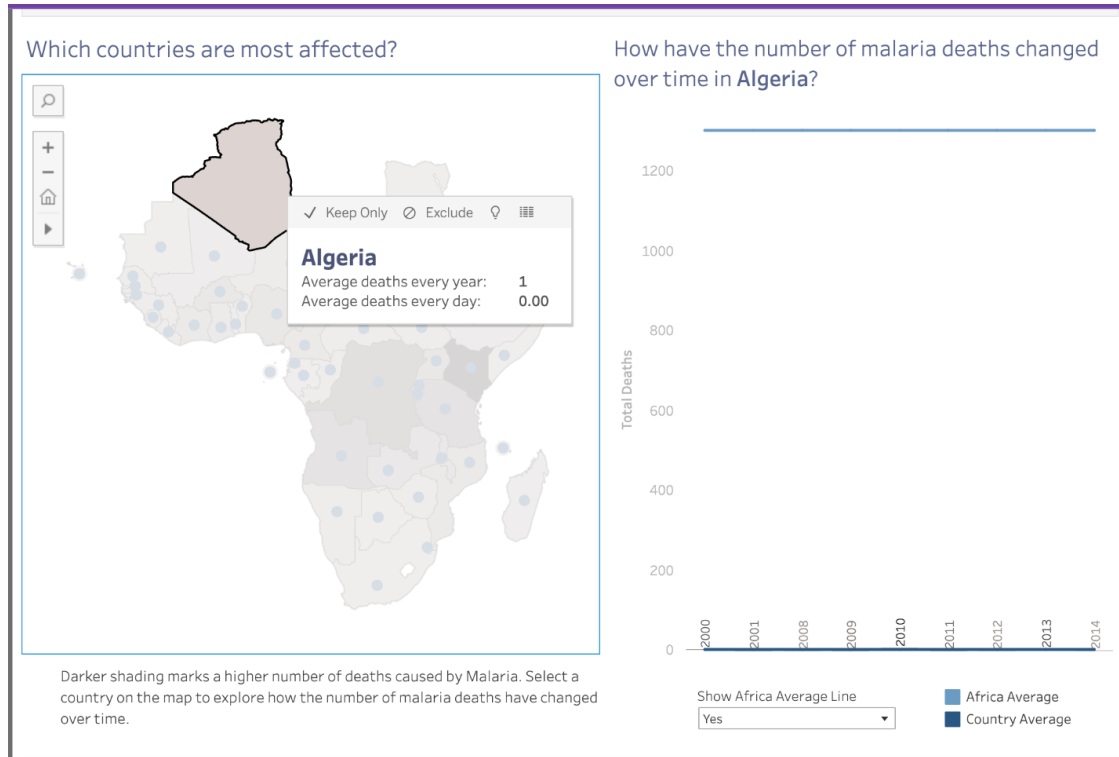 Which countries are most affected?
+
−
Keep Only Exclude
Algeria
Average deaths every year: 1
Average deaths every day: 0.00
Darker shading marks a higher number of deaths caused by Malaria. Select a
country on the map to explore how the number of malaria deaths have changed
over time.
How have the number of malaria deaths changed
over time in Algeria?
Total Deaths
1200
1000
800
600
400
200
0
2000
2001
2008
2009
2010
2011
2012
2013
2014
Show Africa Average Line
Yes
Africa Average
Country Average